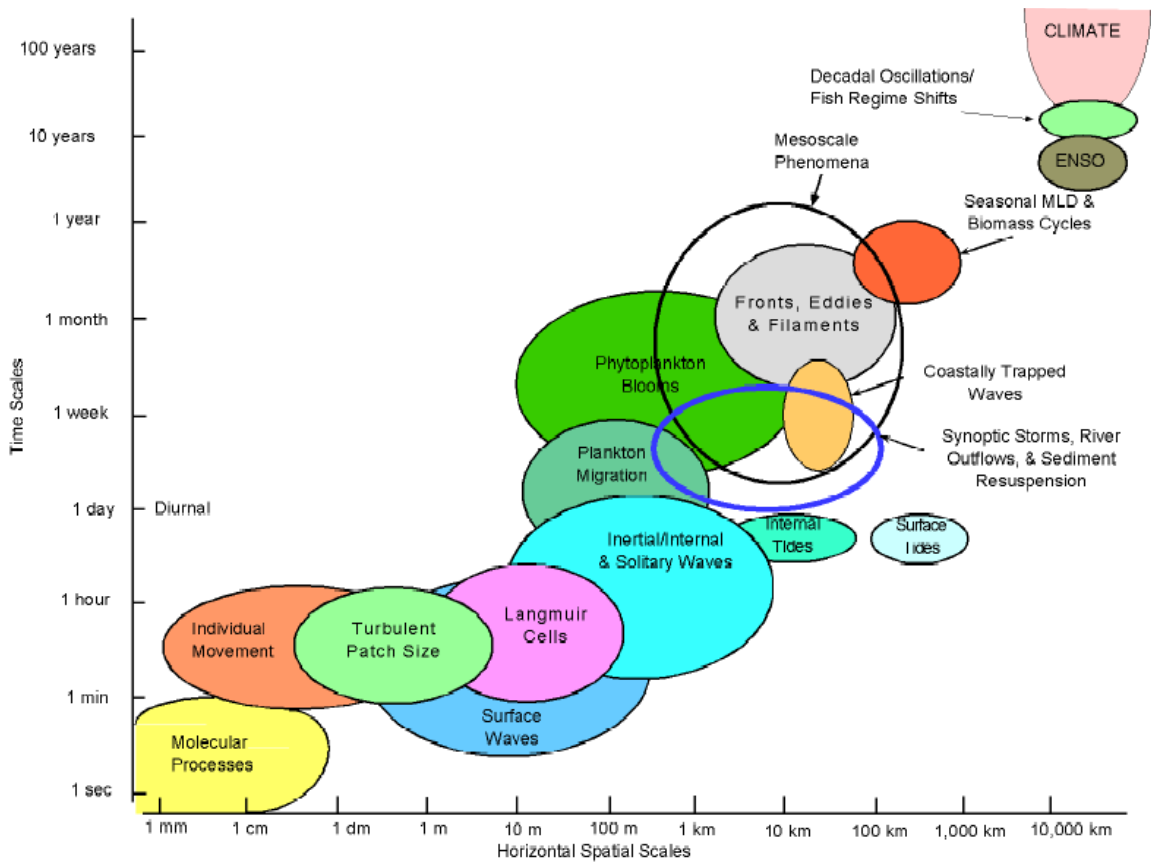 CLIMATE
100 years
Decadal Oscillations/
Fish Regime Shifts
10 years
Mesoscale
Phenomena
ENSO
1 year
Seasonal MLD &
Biomass Cycles
Fronts, Eddies
& Filaments
1 month
Phytoplankton
Blooms
Coastally Trapped
Waves
1 week
Time Scales
Synoptic Storms, River
Outflows, & Sediment
Resuspension
Plankton
Migration
1 day
Diurnal
Internal
Tides
Surface
Tides
Inertial/Internal
& Solitary Waves
1 hour
Individual
Movement
Turbulent
Patch Size
Langmuir
Cells
1 min
Surface
Waves
Molecular
Processes
1 sec
1 mm
1 cm
1 dm
1 m
10 m
100 m
1 km
10 km
100 km
1,000 km
10,000 km
Horizontal Spatial Scales